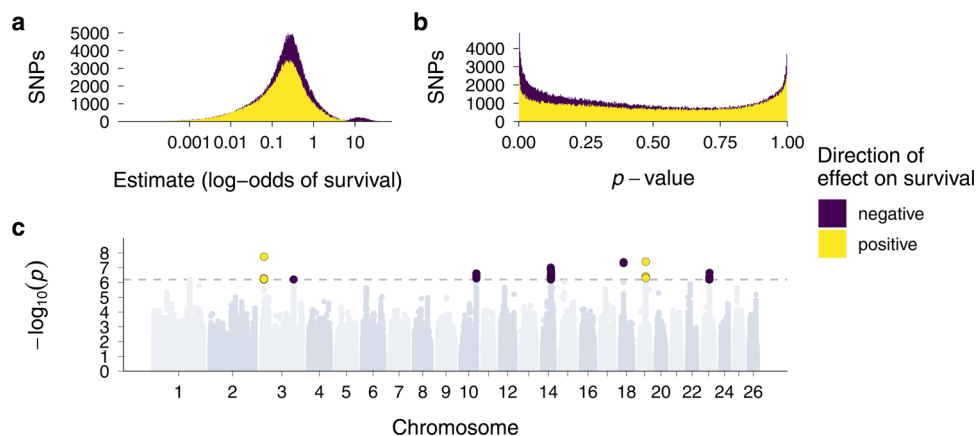 a
SNPs
5000
4000
3000
2000
1000
0
0.001 0.01 0.1 1 10
Estimate (log−odds of survival)
b
SNPs
4000
3000
2000
1000
0
0.00 0.25 0.50 0.75 1.00
p − value
Direction of
effect on survival
negative
positive
c
−log10(p)
8
7
6
5
4
3
2
1
0
1 2 3 4 5 6 7 8 9 10 12 14 16 18 20 22 24 26
Chromosome